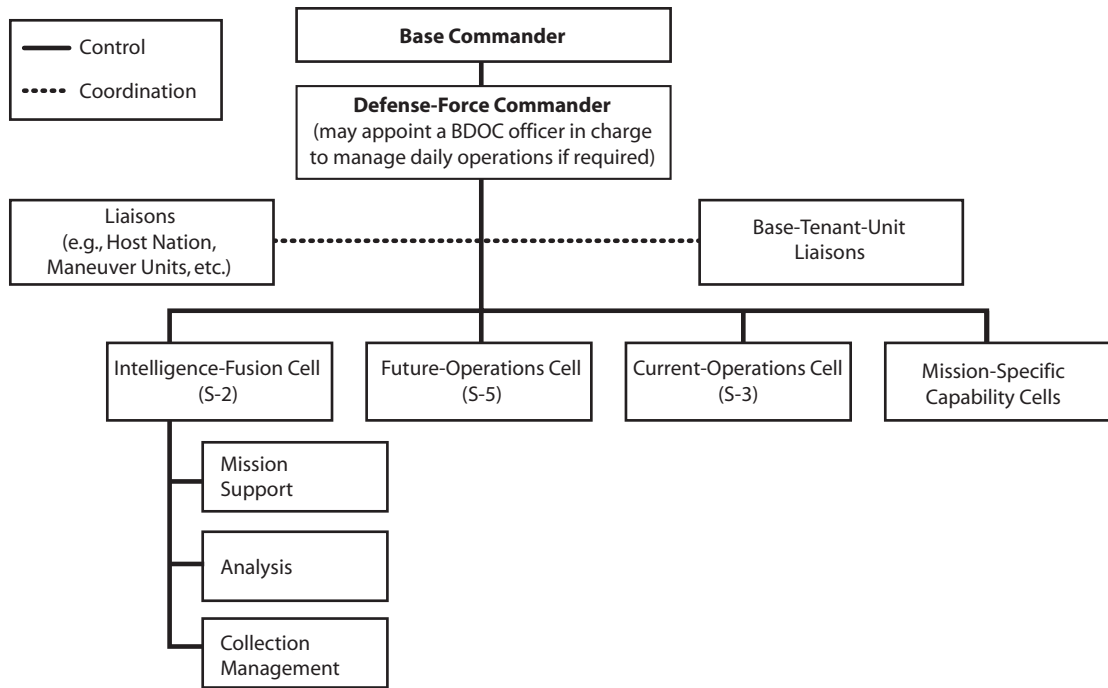 Control
Coordination
Base Commander
Defense-Force Commander
(may appoint a BDOC officer in charge
to manage daily operations if required)
Liaisons
(e.g., Host Nation,
Maneuver Units, etc.)
Base-Tenant-Unit
Liaisons
Intelligence-Fusion Cell
(S-2)
Future-Operations Cell
(S-5)
Current-Operations Cell
(S-3)
Mission-Specific
Capability Cells
Mission
Support
Analysis
Collection
Management